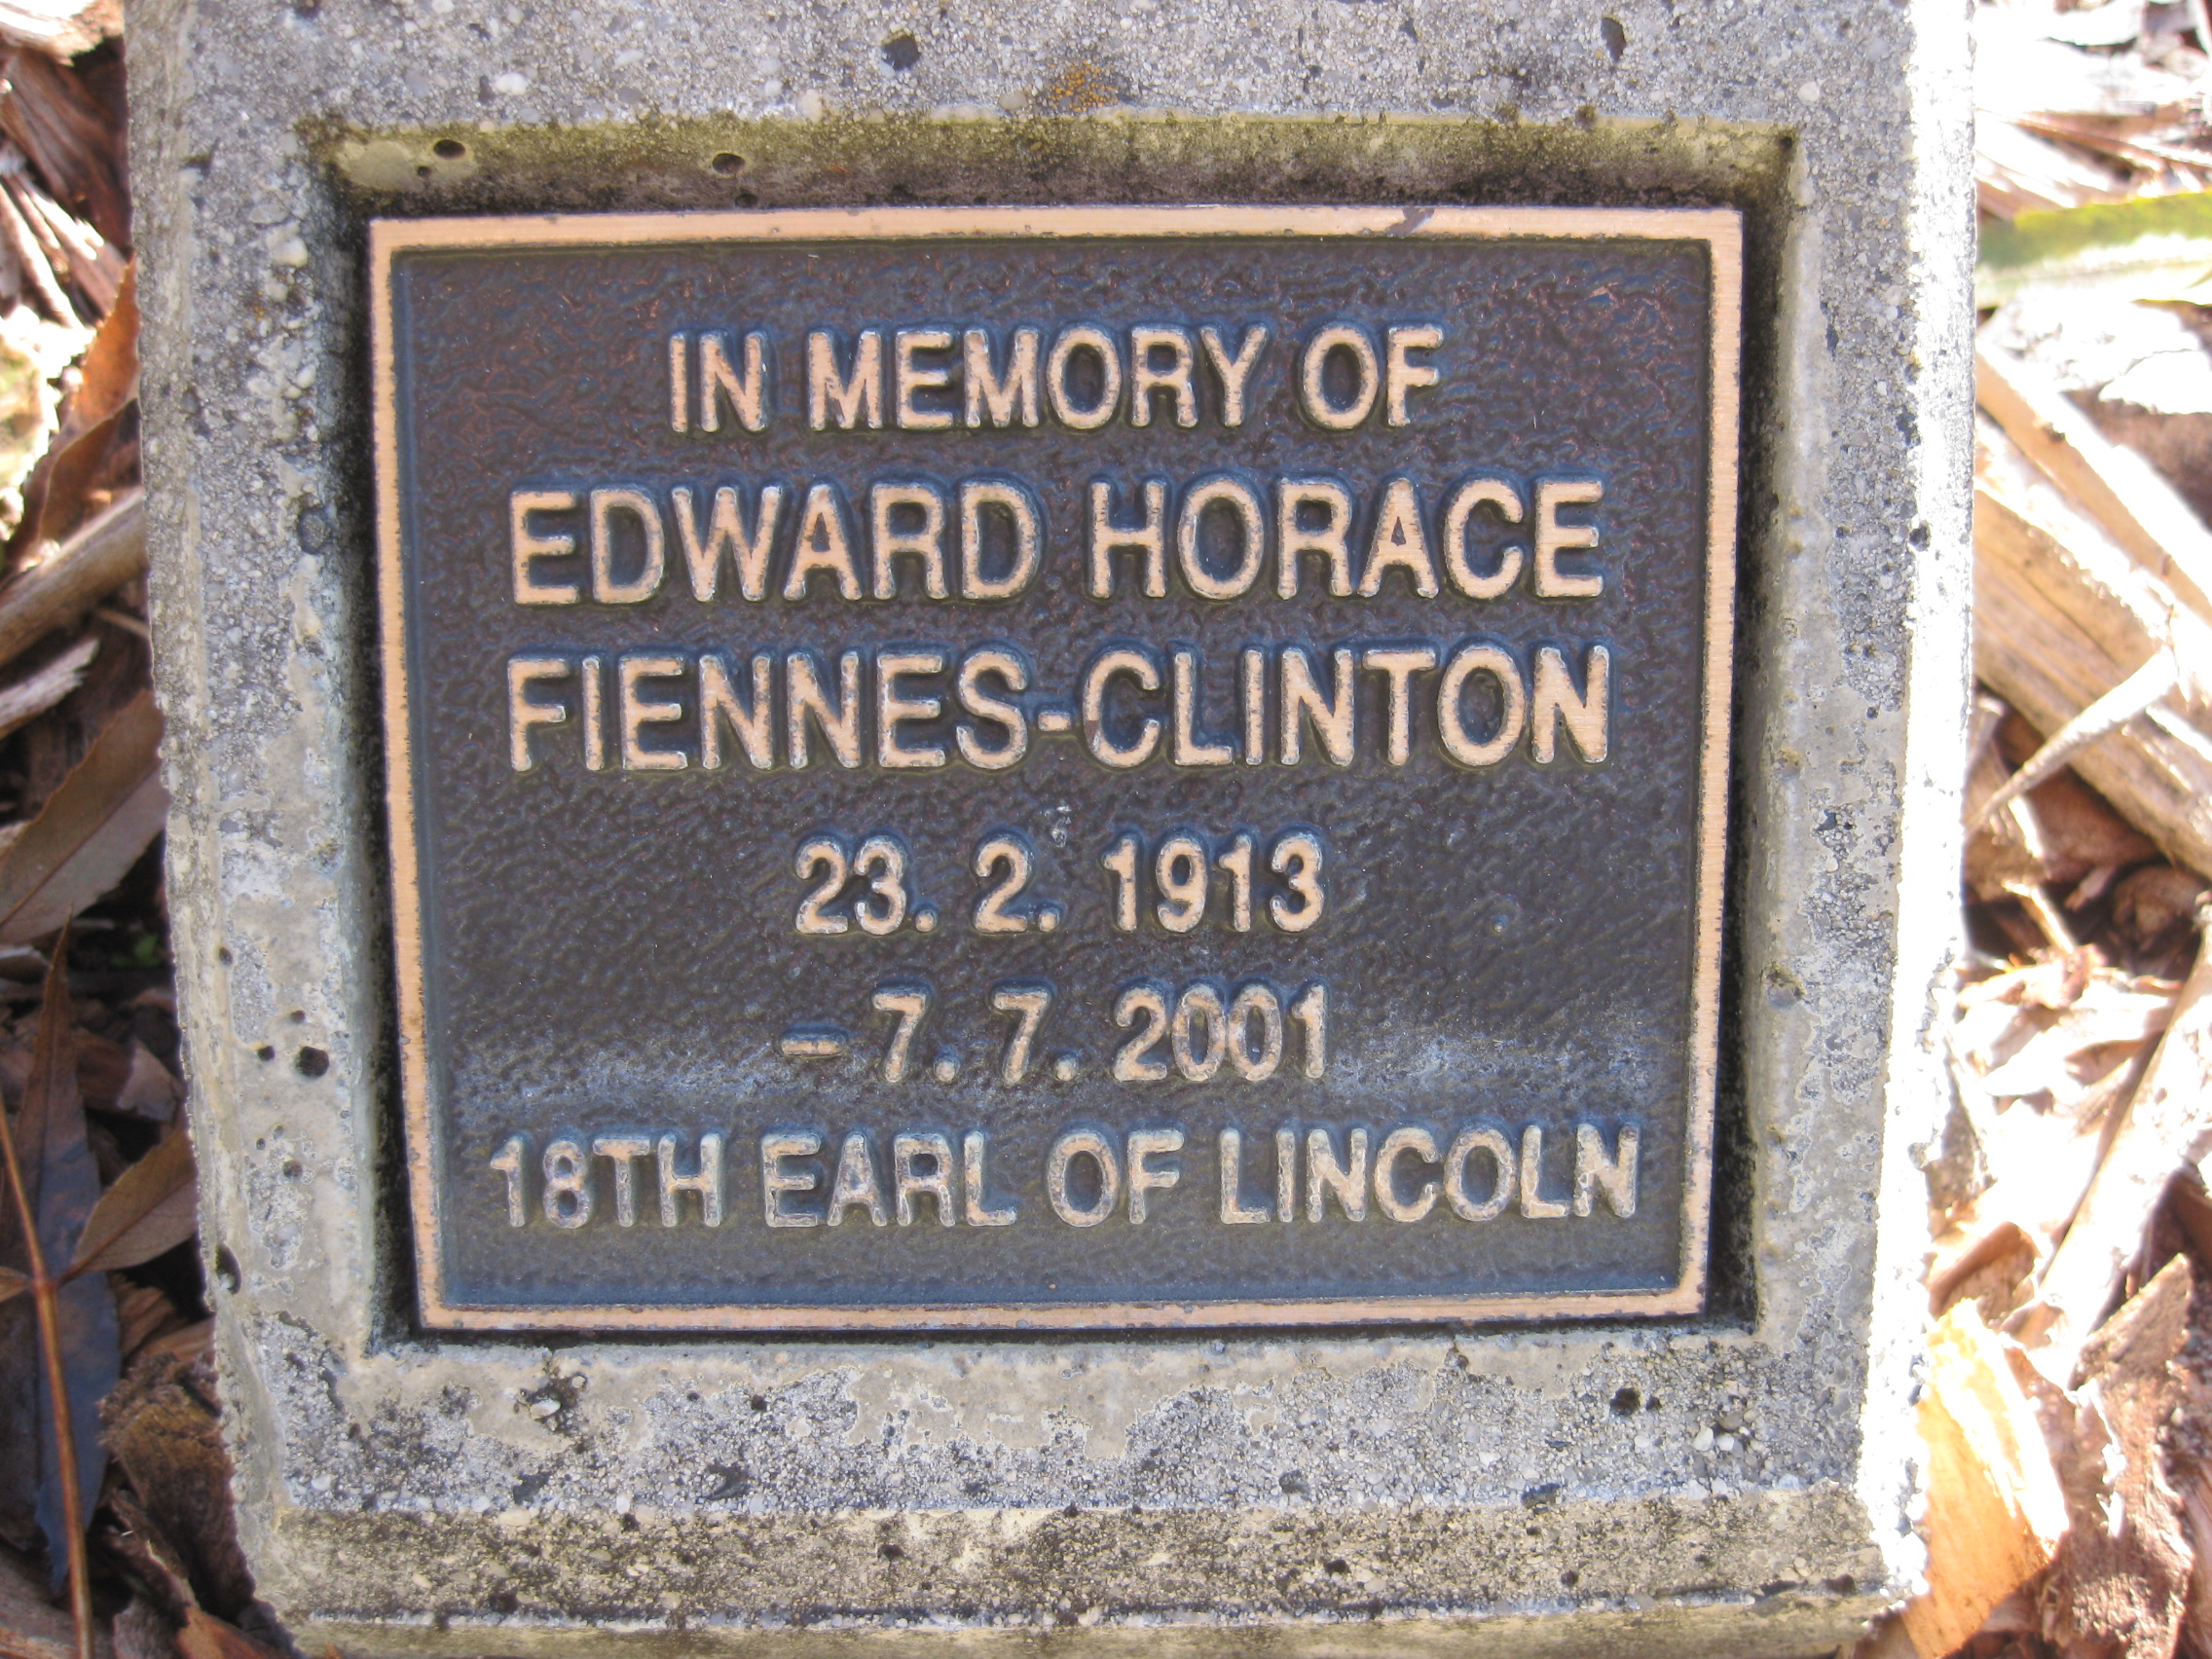 IN MEMORY OF
EDWARD HORACE
FIENNES-CLINTON
23. 2. 1913
– 7. 7. 2001
18TH EARL OF LINCOLN